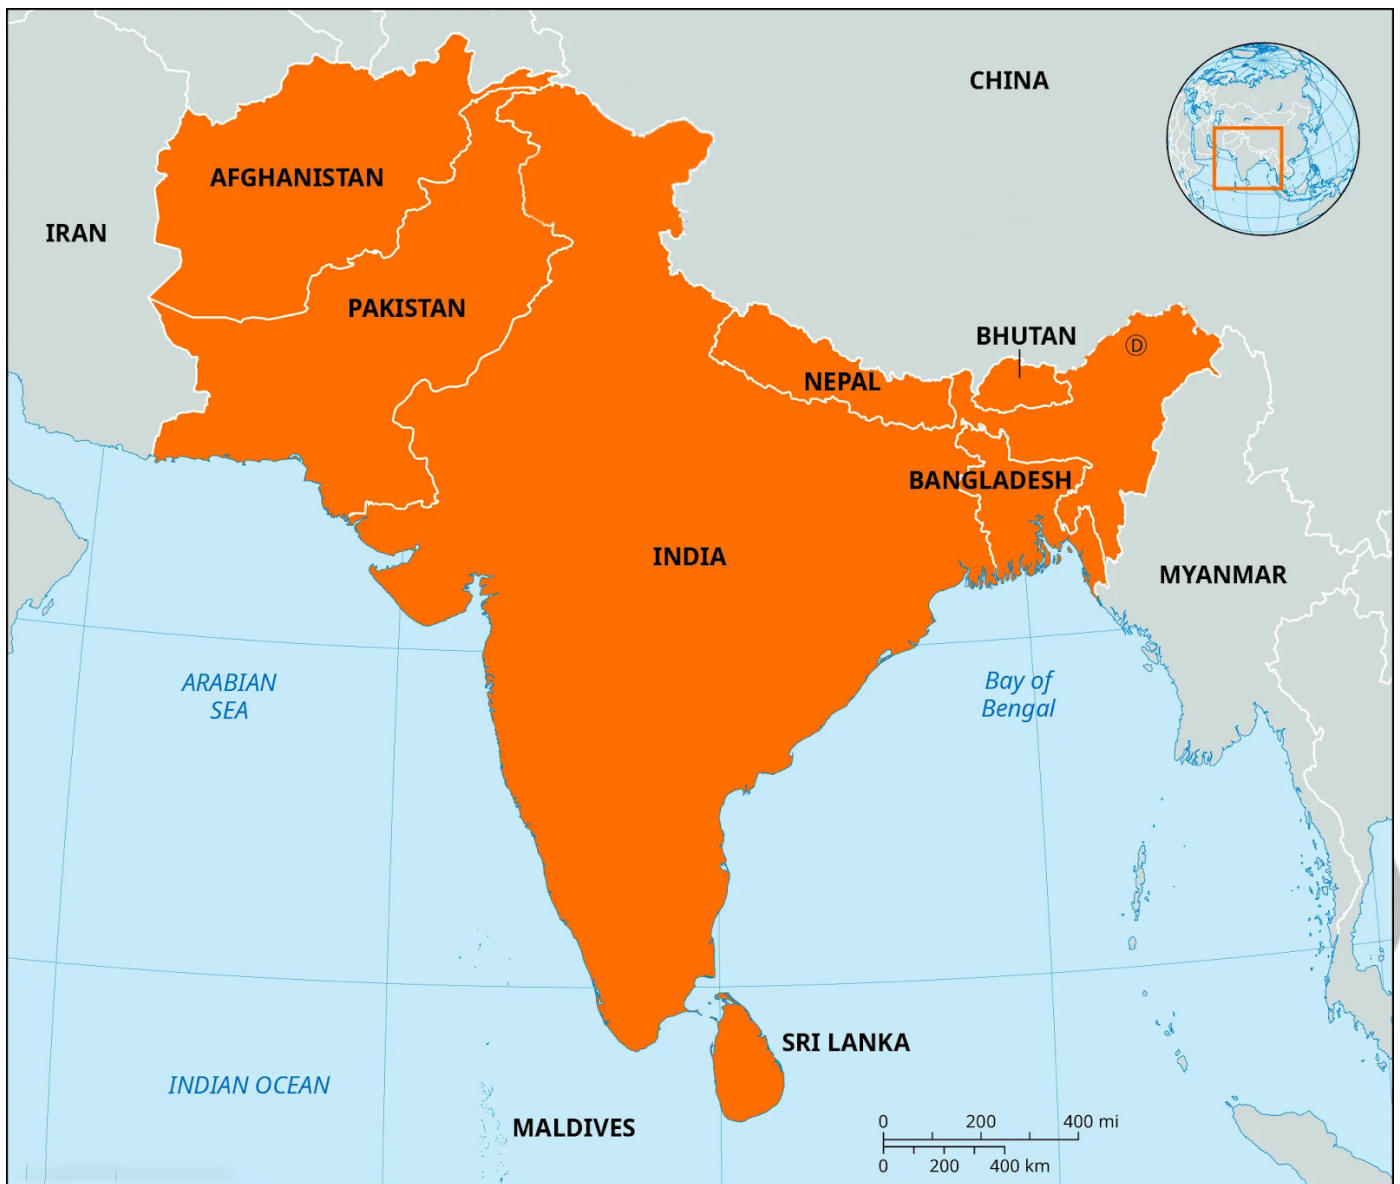 CHINA
AFGHANISTAN
IRAN
PAKISTAN
BHUTAN
D
NEPAL
BANGLADESH
INDIA
MYANMAR
ARABIAN
SEA
Bay of
Bengal
SRI LANKA
INDIAN OCEAN
MALDIVES
0 200 400 mi
0 200 400 km